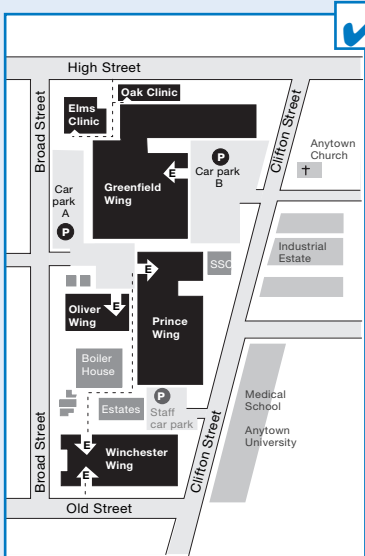 High Street
Oak Clinic
Elms
Clinic
Broad Street
Clifton Street
P
Car park
B
E
Greenfield
Wing
Car
park
A
P
Anytown
Church
E
SSC
Industrial
Estate
Oliver
Wing
E
Prince
Wing
Boiler
House
P
Staff
car park
Estates
Medical
School
Anytown
University
Broad Street
E
E
Winchester
Wing
Clifton Street
Old Street